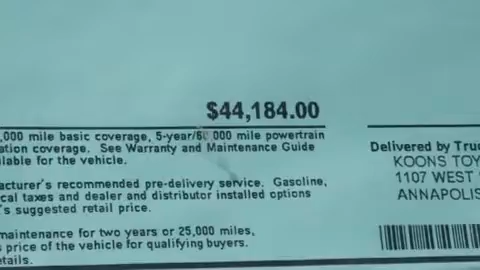 $44,184.00
,000 mile basic coverage, 5-year/60,000 mile powertrain
ation coverage. See Warranty and Maintenance Guide
ilable for the vehicle.
acturer's recommended pre-delivery service. Gasoline,
cal taxes and dealer and distributor installed options
's suggested retail price.
maintenance for two years or 25,000 miles,
s price of the vehicle for qualifying buyers.
etails.
Delivered by Truc
KOONS TOY
1107 WEST
ANNAPOLIS